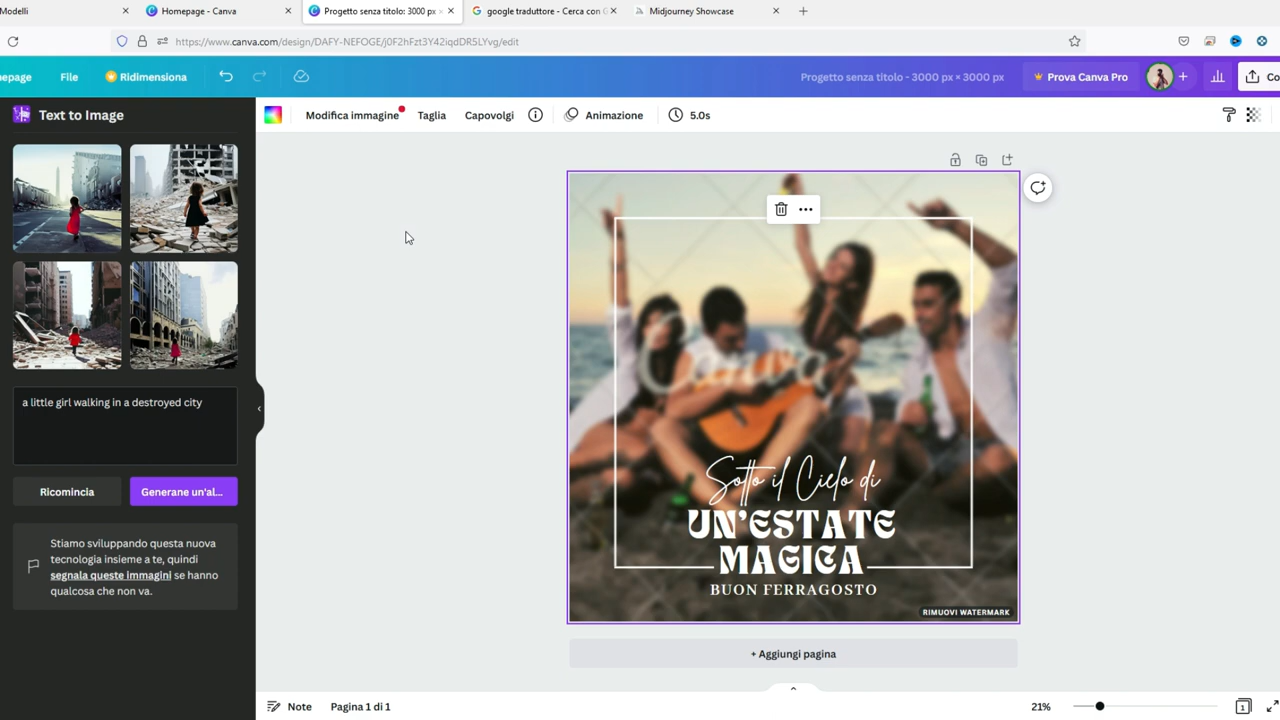 Modelli
Homepage - Canva
Progetto senza titolo: 3000 px ×
google traduttore - Cerca con G
Midjourney Showcase
https://www.canva.com/design/DAFY-NEFOGE/j0F2hFzt3Y42iqdDR5LYvg/edit
epage
File
Ridimensiona
Progetto senza titolo - 3000 px × 3000 px
Prova Canva Pro
Co
Text to Image
Modifica immagine
Taglia
Capovolgi
Animazione
5.0s
a little girl walking in a destroyed city
Ricomincia
Generane un'al...
Stiamo sviluppando questa nuova
tecnologia insieme a te, quindi
segnala queste immagini se hanno
qualcosa che non va.
Canva
Sotto il Cielo di
UN'ESTATE
MAGICA
BUON FERRAGOSTO
RIMUOVI WATERMARK
+ Aggiungi pagina
Note
Pagina 1 di 1
21%
1